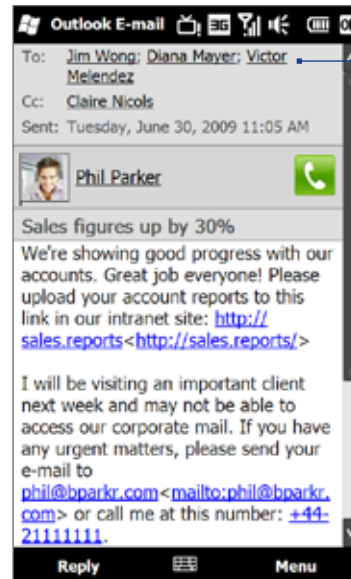 Outlook E-mail 3G
To: Jim Wong; Diana Mayer; Victor
Melendez
Cc: Claire Nicols
Sent: Tuesday, June 30, 2009 11:05 AM
Phil Parker
Sales figures up by 30%
We're showing good progress with our
accounts. Great job everyone! Please
upload your account reports to this
link in our intranet site: http://
sales.reports<http://sales.reports/>
I will be visiting an important client
next week and may not be able to
access our corporate mail. If you have
any urgent matters, please send your
e-mail to
phil@bparkr.com<mailto:phil@bparkr.
com> or call me at this number: +44-
21111111.
Reply Menu